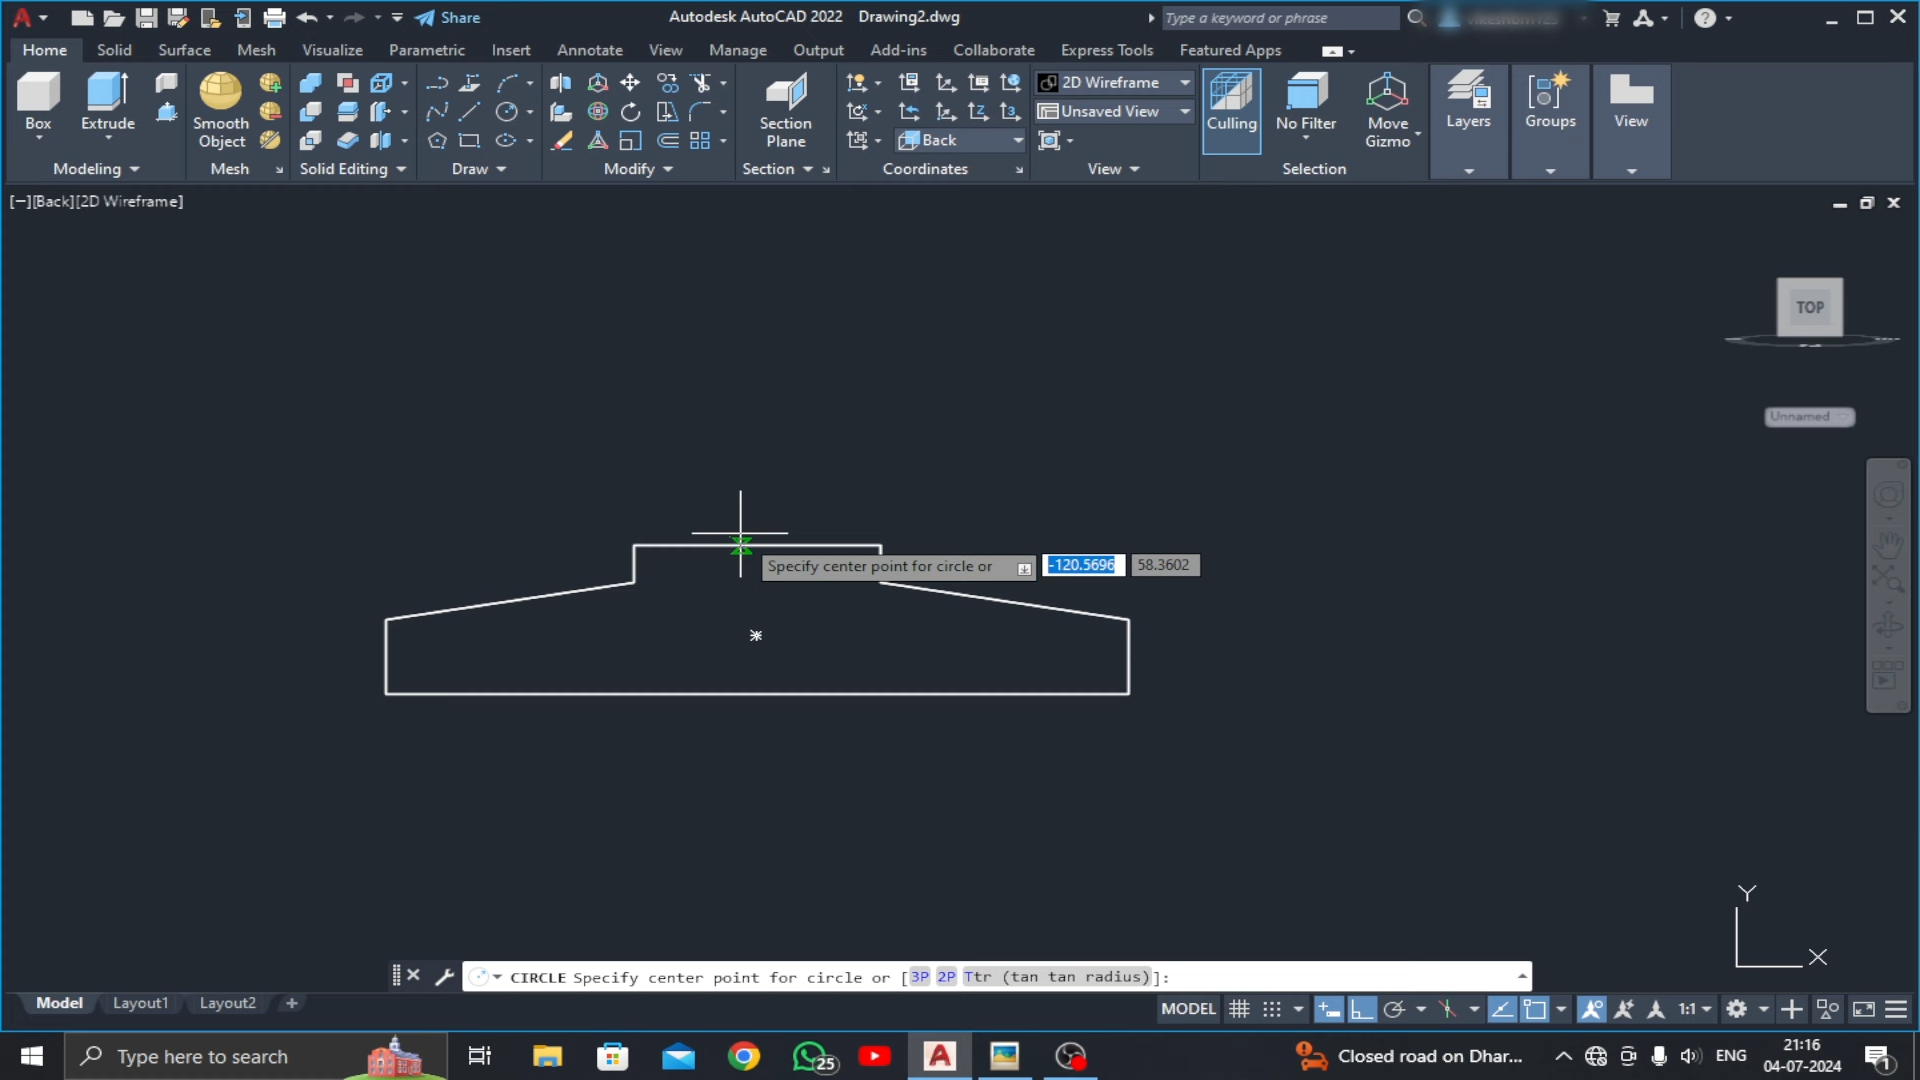 Share
Autodesk AutoCAD 2022 Drawing2.dwg
Type a keyword or phrase
Home Solid Surface Mesh Visualize Parametric Insert Annotate View Manage Output Add-ins Collaborate Express Tools Featured Apps
Box
Extrude
Smooth
Object
Section
Plane
2D Wireframe
Unsaved View
Back
Culling
No Filter
Move
Gizmo
Layers
Groups
View
Modeling Mesh Solid Editing Draw Modify Section Coordinates View Selection
[−][Back][2D Wireframe]
TOP
Unnamed
Specify center point for circle or -120.5696 58.3602
Y
X
CIRCLE Specify center point for circle or [3P 2P Ttr (tan tan radius)]:
Model Layout1 Layout2 +
MODEL 1:1
Type here to search
25
Closed road on Dhar...
ENG
21:16
04-07-2024
1